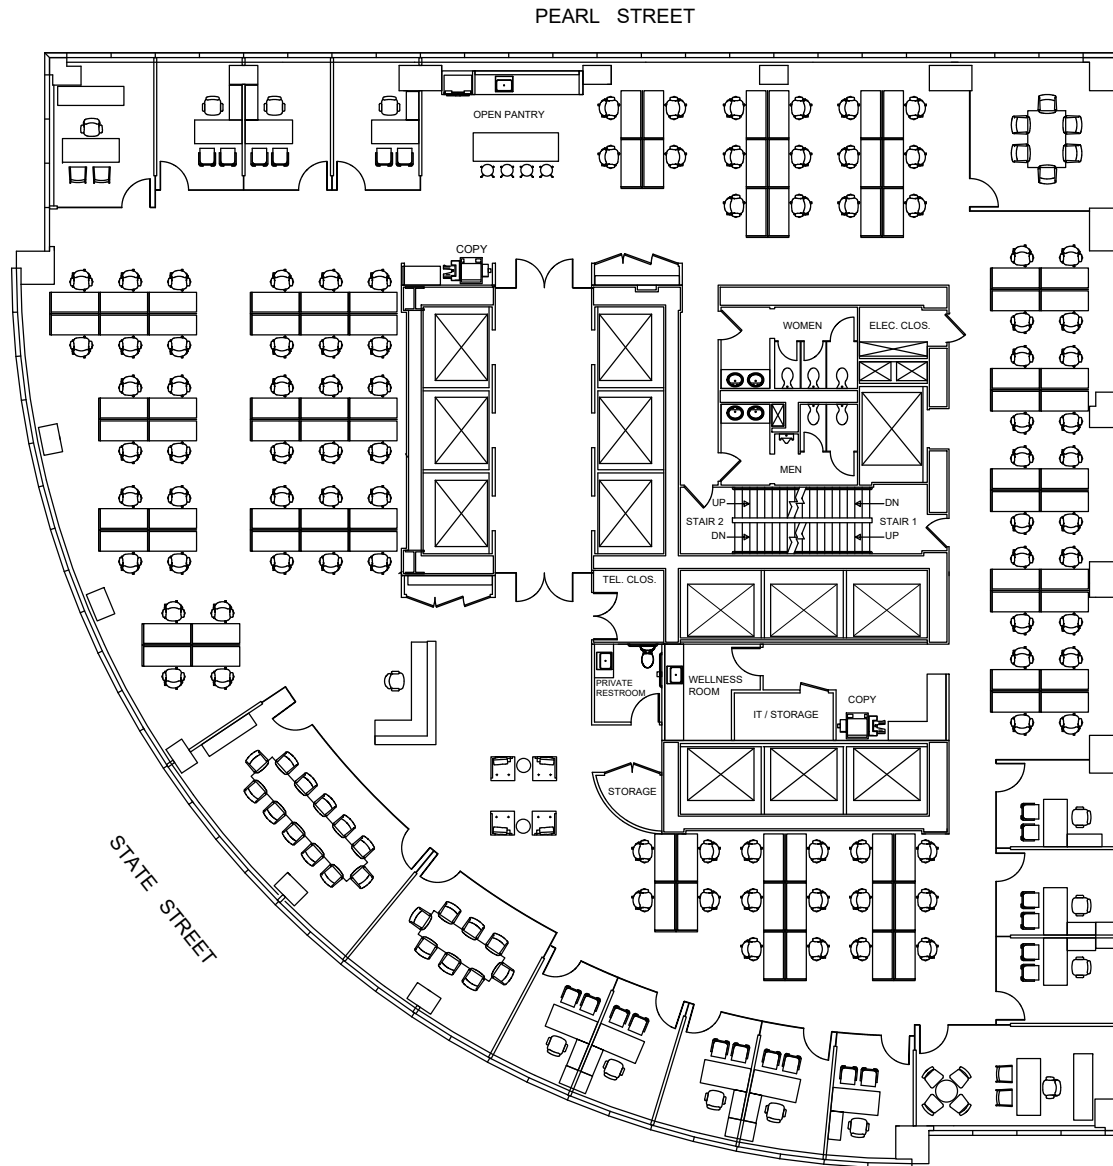 PEARL STREET
OPEN PANTRY
COPY
WOMEN
ELEC. CLOS.
MEN
UP
DN
STAIR 2
STAIR 1
DN
UP
TEL. CLOS.
PRIVATE
RESTROOM
WELLNESS
ROOM
IT / STORAGE
COPY
STORAGE
STATE STREET